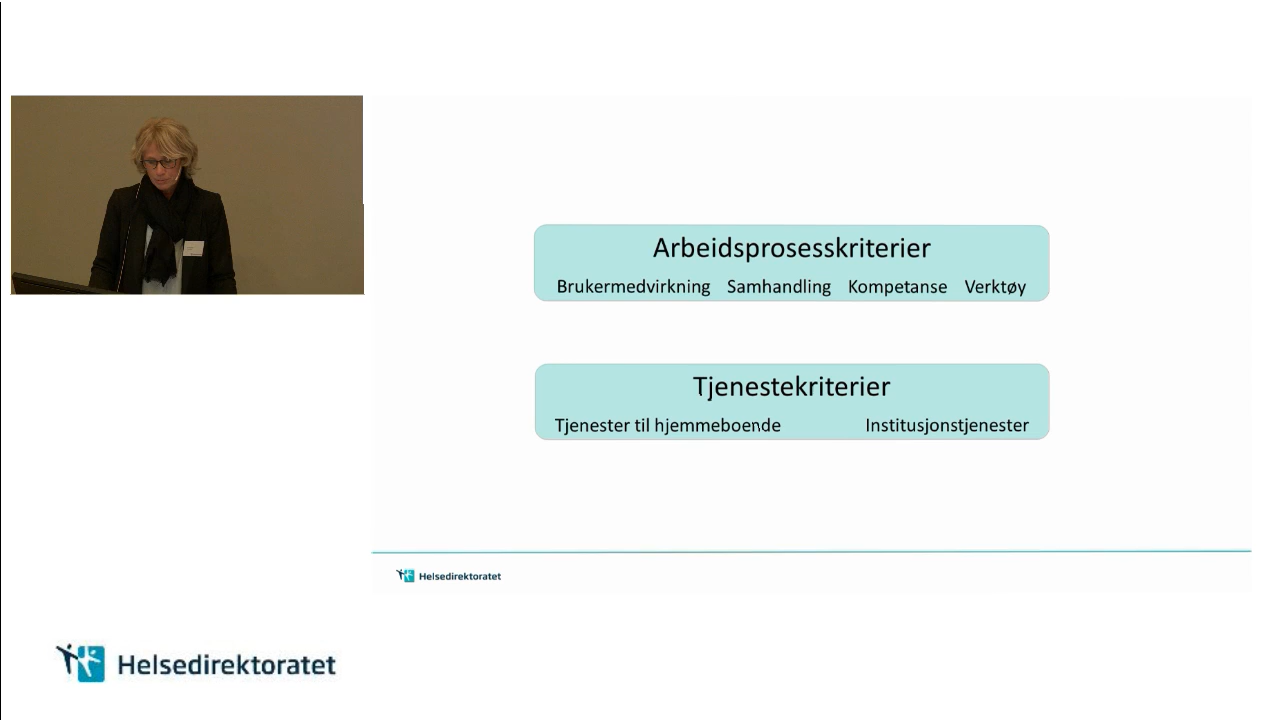 Arbeidsprosesskriterier
Brukermedvirkning Samhandling Kompetanse Verktøy
Tjenestekriterier
Tjenester til hjemmeboende Institusjonstjenester
Helsedirektoratet
Helsedirektoratet